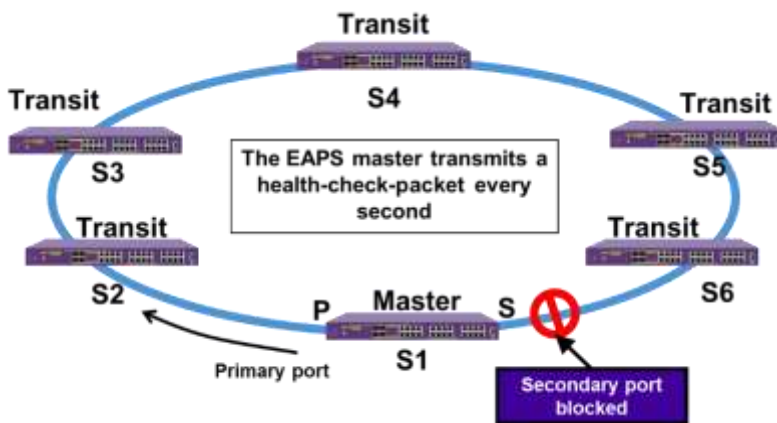 Transit
S4
Transit
S3
Transit
S5
The EAPS master transmits a
health-check-packet every
second
Transit
S2
Transit
S6
P
Master
S
S1
Primary port
Secondary port
blocked